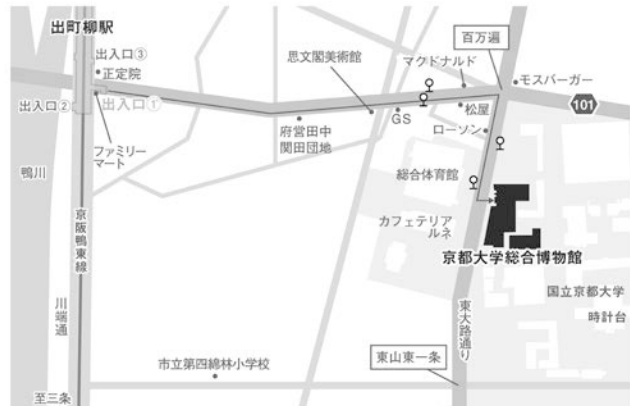 出町柳駅
出入口③
正定院
出入口②
出入口①
ファミリー
マート
鴨川
京阪鴨東線
川端通
至三条
府営田中
関田団地
思文閣美術館
GS
マクドナルド
百万遍
モスバーガー
101
松屋
ローソン
総合体育館
カフェテリア
ルネ
京都大学総合博物館
国立京都大学
時計台
東大路通り
東山東一条
市立第四錦林小学校